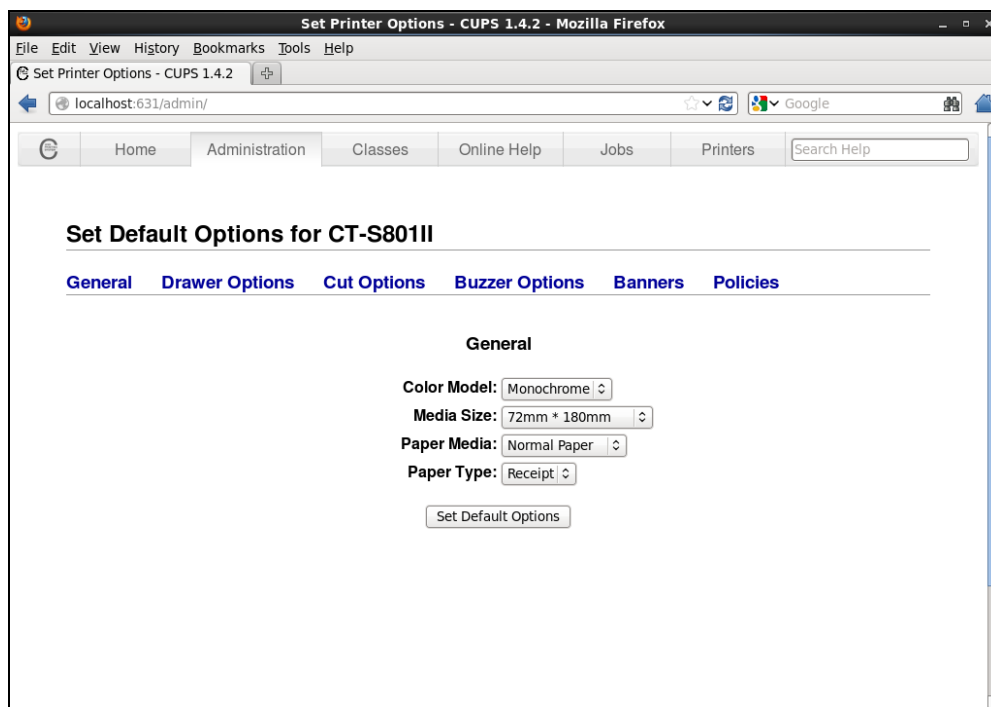 Set Printer Options - CUPS 1.4.2 - Mozilla Firefox
File Edit View History Bookmarks Tools Help
Set Printer Options - CUPS 1.4.2
localhost:631/admin/ Google
Home Administration Classes Online Help Jobs Printers Search Help
Set Default Options for CT-S801II
General Drawer Options Cut Options Buzzer Options Banners Policies
General
Color Model: Monochrome
Media Size: 72mm * 180mm
Paper Media: Normal Paper
Paper Type: Receipt
Set Default Options